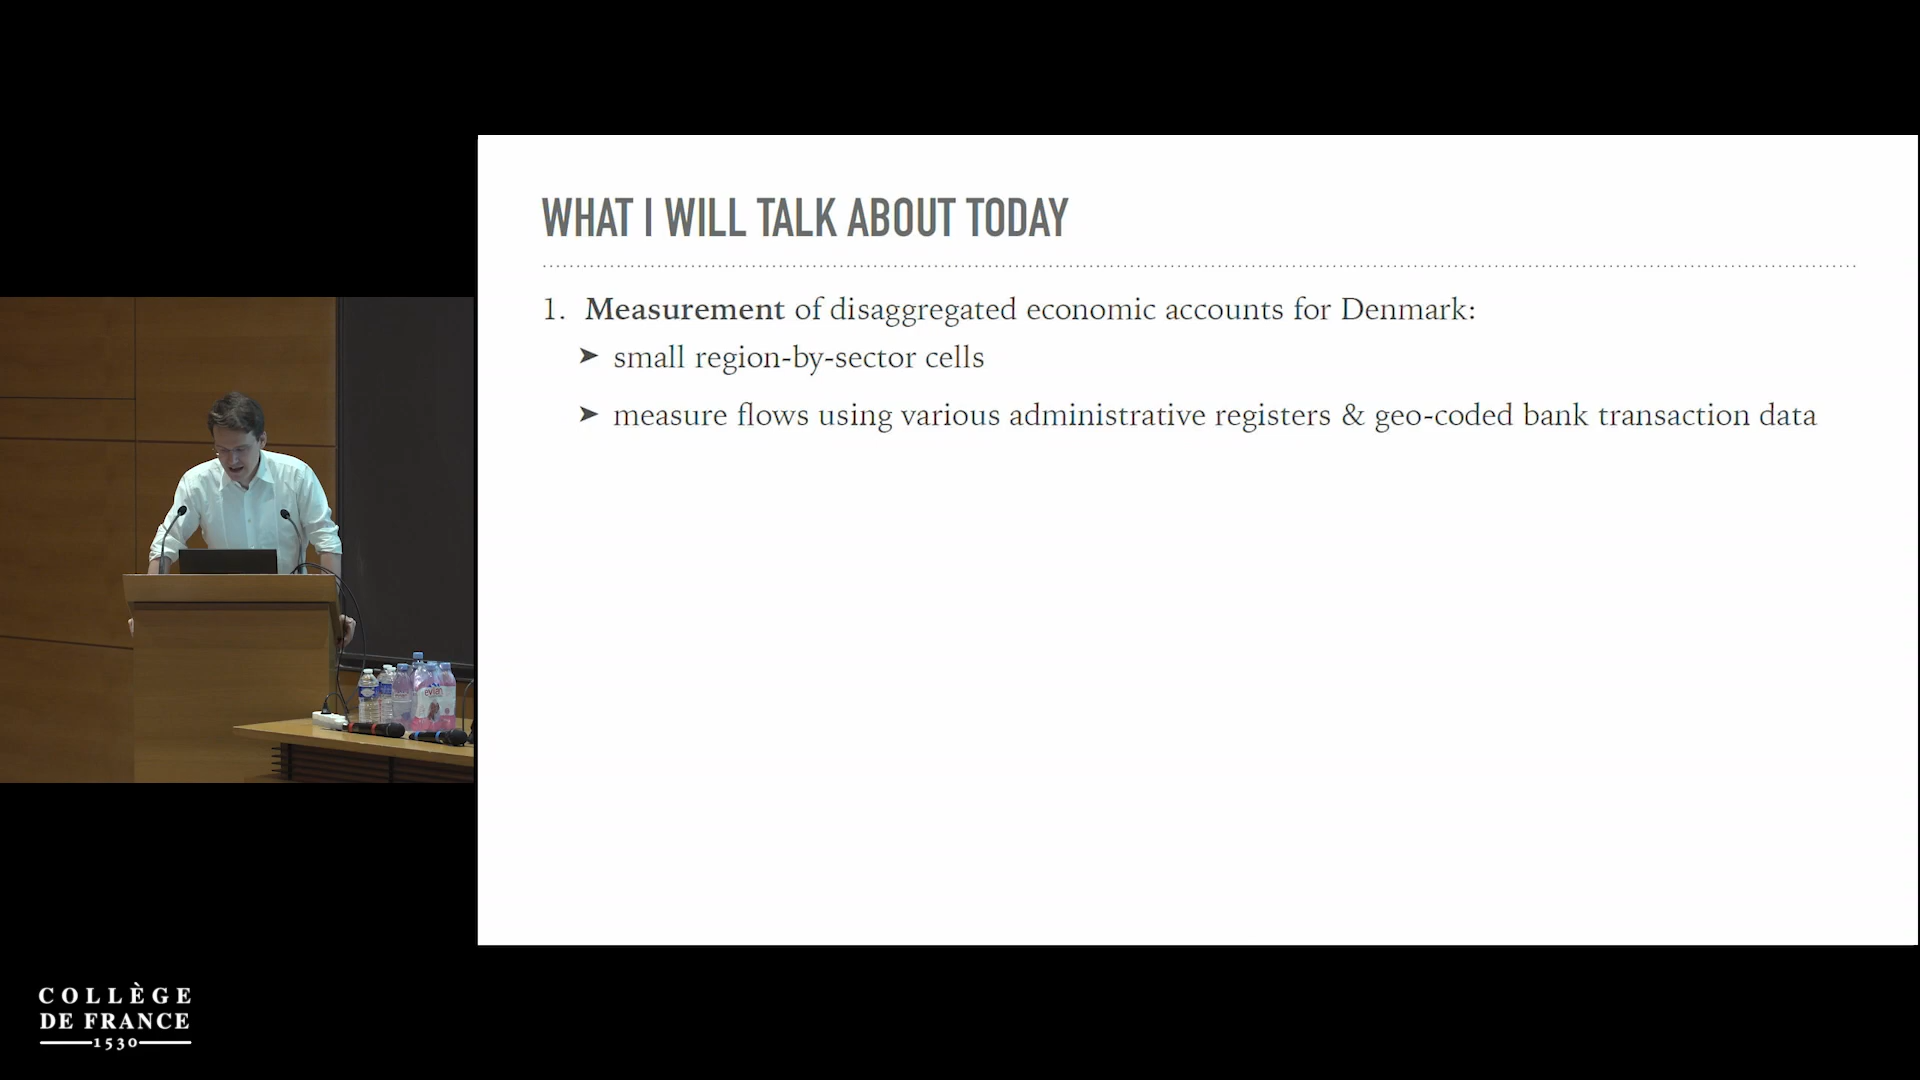 WHAT I WILL TALK ABOUT TODAY
1. Measurement of disaggregated economic accounts for Denmark:
➤ small region-by-sector cells
➤ measure flows using various administrative registers & geo-coded bank transaction data
evian
COLLÈGE
DE FRANCE
1530